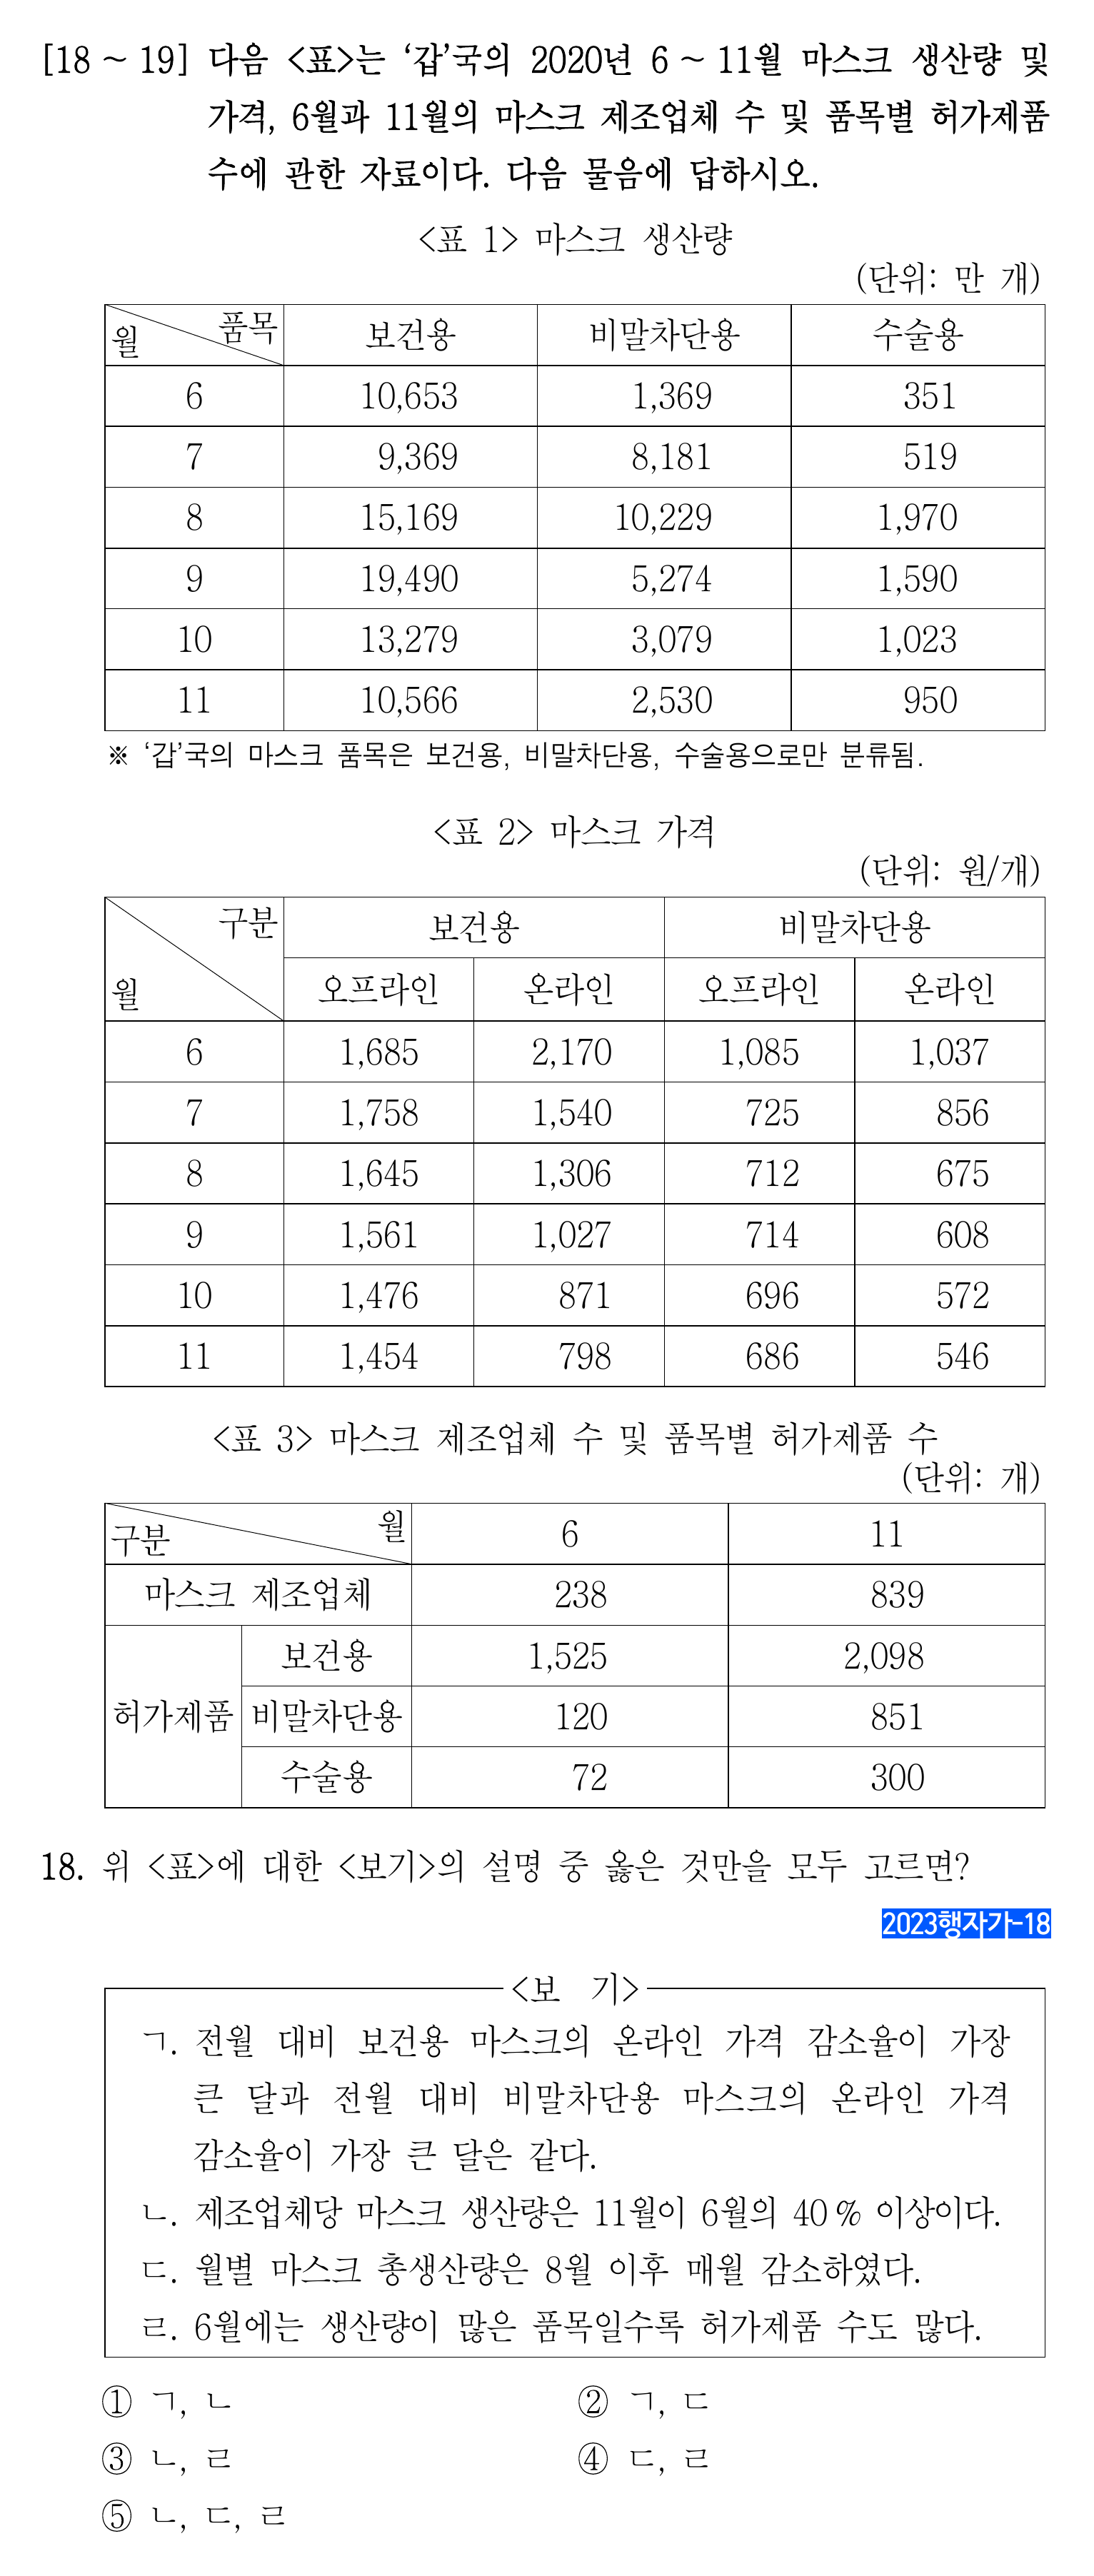 [18 ~ 19] 다음 <표>는 ‘갑’국의 2020년 6 ~ 11월 마스크 생산량 및
가격, 6월과 11월의 마스크 제조업체 수 및 품목별 허가제품
수에 관한 자료이다. 다음 물음에 답하시오.
<표 1> 마스크 생산량
(단위: 만 개)
월 품목 보건용 비말차단용 수술용
6 10,653 1,369 351
7 9,369 8,181 519
8 15,169 10,229 1,970
9 19,490 5,274 1,590
10 13,279 3,079 1,023
11 10,566 2,530 950
※ ‘갑’국의 마스크 품목은 보건용, 비말차단용, 수술용으로만 분류됨.
<표 2> 마스크 가격
(단위: 원/개)
구분 보건용 비말차단용
월 오프라인 온라인 오프라인 온라인
6 1,685 2,170 1,085 1,037
7 1,758 1,540 725 856
8 1,645 1,306 712 675
9 1,561 1,027 714 608
10 1,476 871 696 572
11 1,454 798 686 546
<표 3> 마스크 제조업체 수 및 품목별 허가제품 수
(단위: 개)
구분 월 6 11
마스크 제조업체 238 839
보건용 1,525 2,098
허가제품 비말차단용 120 851
수술용 72 300
18. 위 <표>에 대한 <보기>의 설명 중 옳은 것만을 모두 고르면?
2023행자가-18
<보 기>
ㄱ. 전월 대비 보건용 마스크의 온라인 가격 감소율이 가장
큰 달과 전월 대비 비말차단용 마스크의 온라인 가격
감소율이 가장 큰 달은 같다.
ㄴ. 제조업체당 마스크 생산량은 11월이 6월의 40 % 이상이다.
ㄷ. 월별 마스크 총생산량은 8월 이후 매월 감소하였다.
ㄹ. 6월에는 생산량이 많은 품목일수록 허가제품 수도 많다.
① ㄱ, ㄴ ② ㄱ, ㄷ
③ ㄴ, ㄹ ④ ㄷ, ㄹ
⑤ ㄴ, ㄷ, ㄹ